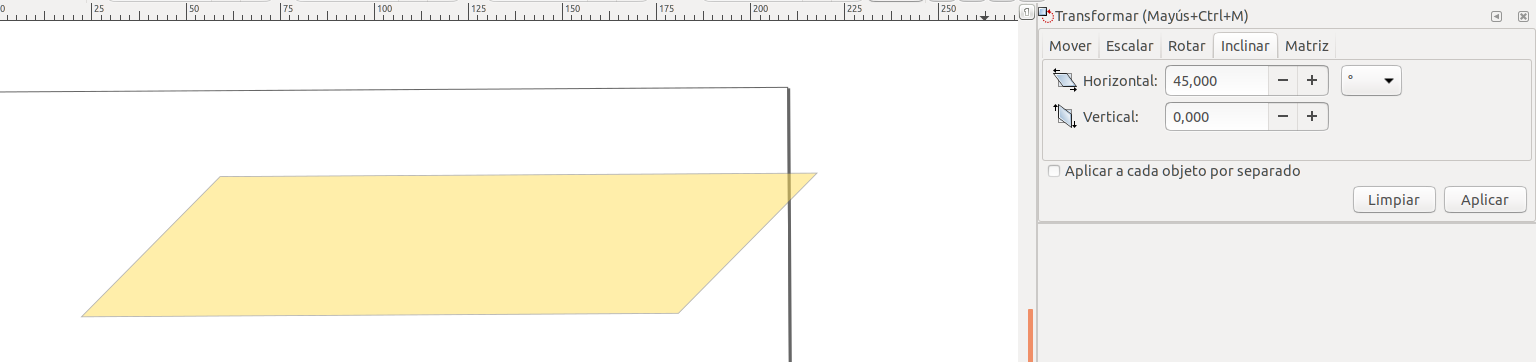 0 25 50 75 100 125 150 175 200 225 250
Transformar (Mayús+Ctrl+M)
Mover Escalar Rotar Inclinar Matriz
Horizontal: 45,000 − + °
Vertical: 0,000 − +
Aplicar a cada objeto por separado
Limpiar Aplicar